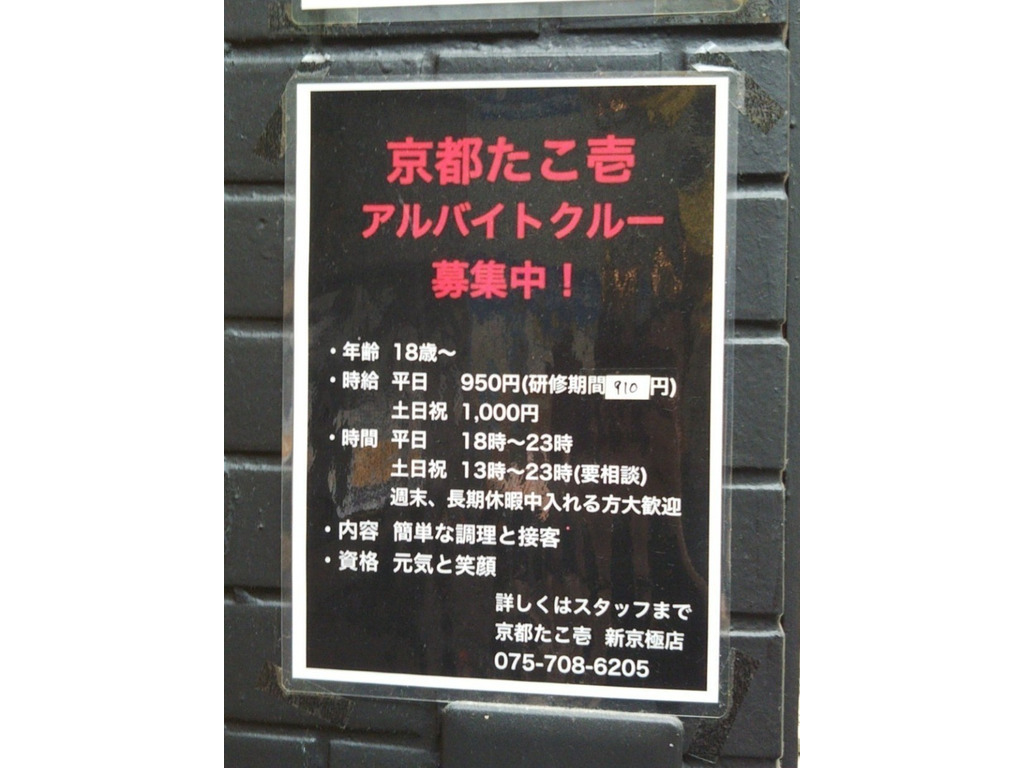 京都たこ壱
アルバイトクルー
募集中！
・年齢 18歳〜
・時給 平日 950円(研修期間910円)
土日祝 1,000円
・時間 平日 18時〜23時
土日祝 13時〜23時(要相談)
週末、長期休暇中入れる方大歓迎
・内容 簡単な調理と接客
・資格 元気と笑顔
詳しくはスタッフまで
京都たこ壱 新京極店
075-708-6205